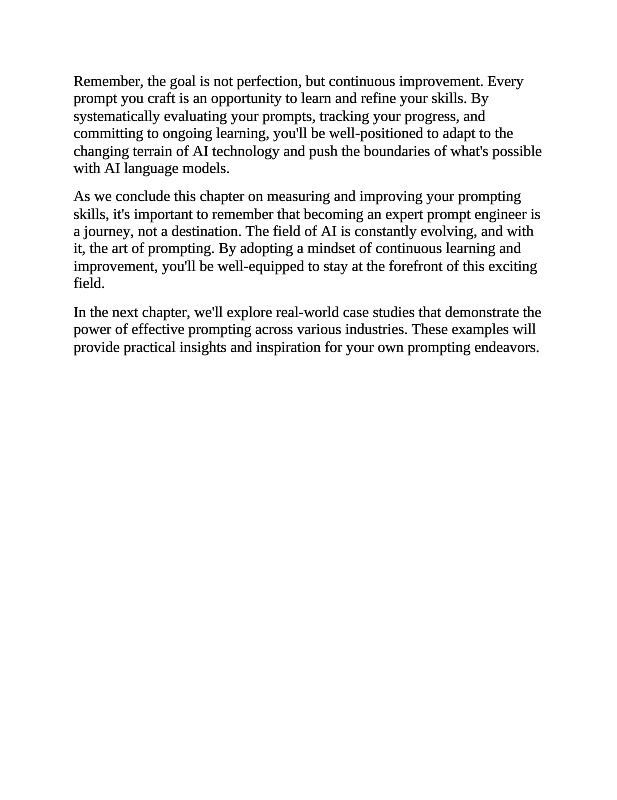 Remember, the goal is not perfection, but continuous improvement. Every
prompt you craft is an opportunity to learn and refine your skills. By
systematically evaluating your prompts, tracking your progress, and
committing to ongoing learning, you'll be well-positioned to adapt to the
changing terrain of AI technology and push the boundaries of what's possible
with AI language models.
As we conclude this chapter on measuring and improving your prompting
skills, it's important to remember that becoming an expert prompt engineer is
a journey, not a destination. The field of AI is constantly evolving, and with
it, the art of prompting. By adopting a mindset of continuous learning and
improvement, you'll be well-equipped to stay at the forefront of this exciting
field.
In the next chapter, we'll explore real-world case studies that demonstrate the
power of effective prompting across various industries. These examples will
provide practical insights and inspiration for your own prompting endeavors.